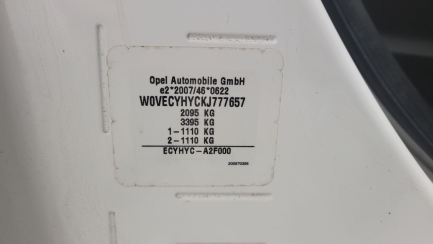 Opel Automobile GmbH
e2*2007/46*0622
W0VECYHYCKJ777657
2095 KG
3395 KG
1-1110 KG
2-1110 KG
ECYHYC-A2F000